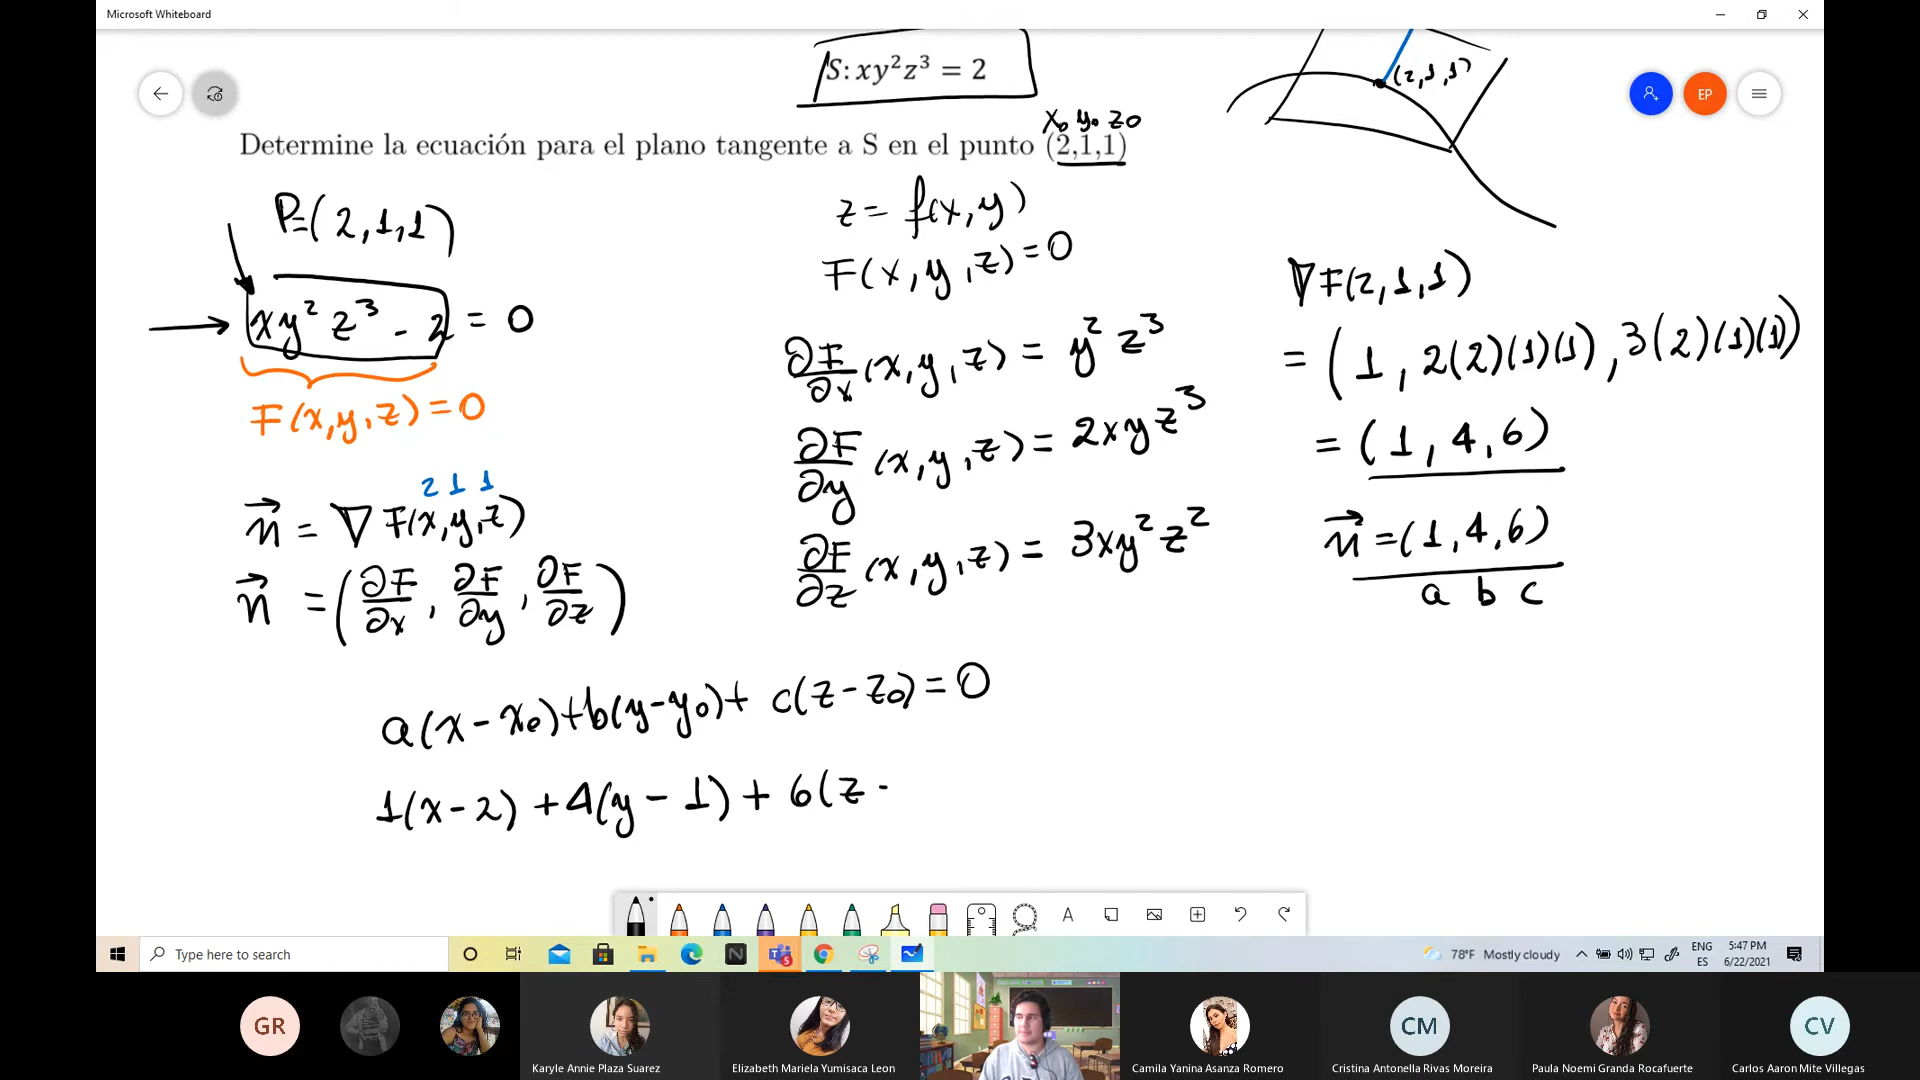 Microsoft Whiteboard
S: xy²z³ = 2
(2,1,1)
EP
x₀ y₀ z0
Determine la ecuación para el plano tangente a S en el punto (2,1,1)
P=(2,1,1)
xy² z³ - 2 = 0
F(x,y,z)=0
2 1 1
n = ∇F(x,y,z)
n = (∂F/∂x, ∂F/∂y, ∂F/∂z)
z = f(x,y)
F(x,y,z)=0
∂F/∂x (x,y,z) = y² z³
∂F/∂y (x,y,z) = 2xyz³
∂F/∂z (x,y,z) = 3xy²z²
∇F(2,1,1)
= (1, 2(2)(1)(1), 3(2)(1)(1))
= (1,4,6)
n = (1,4,6)
a b c
a(x-x₀)+b(y-y₀)+ c(z-z₀)=0
1(x-2) +4(y-1) + 6(z -
A
Type here to search
N
5
78°F Mostly cloudy
ENG
ES
5:47 PM
6/22/2021
GR
Karyle Annie Plaza Suarez
Elizabeth Mariela Yumisaca Leon
Camila Yanina Asanza Romero
CM
Cristina Antonella Rivas Moreira
Paula Noemi Granda Rocafuerte
CV
Carlos Aaron Mite Villegas